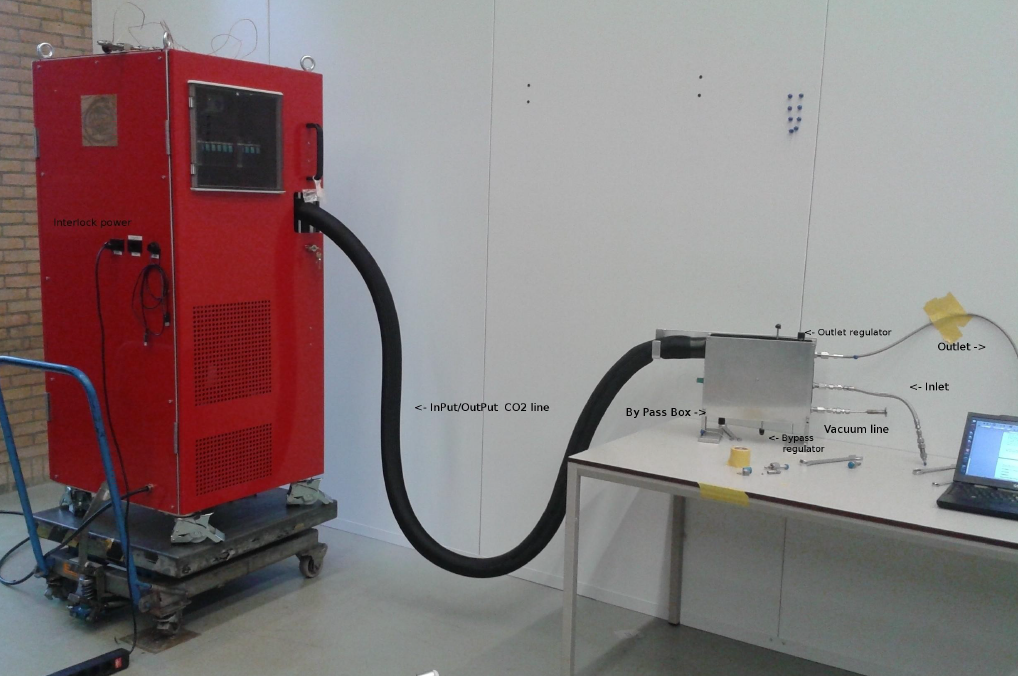 Interlock power
<- Outlet regulator
Outlet ->
<- Inlet
<- InPut/OutPut CO2 line
By Pass Box ->
Vacuum line
<- Bypass
regulator